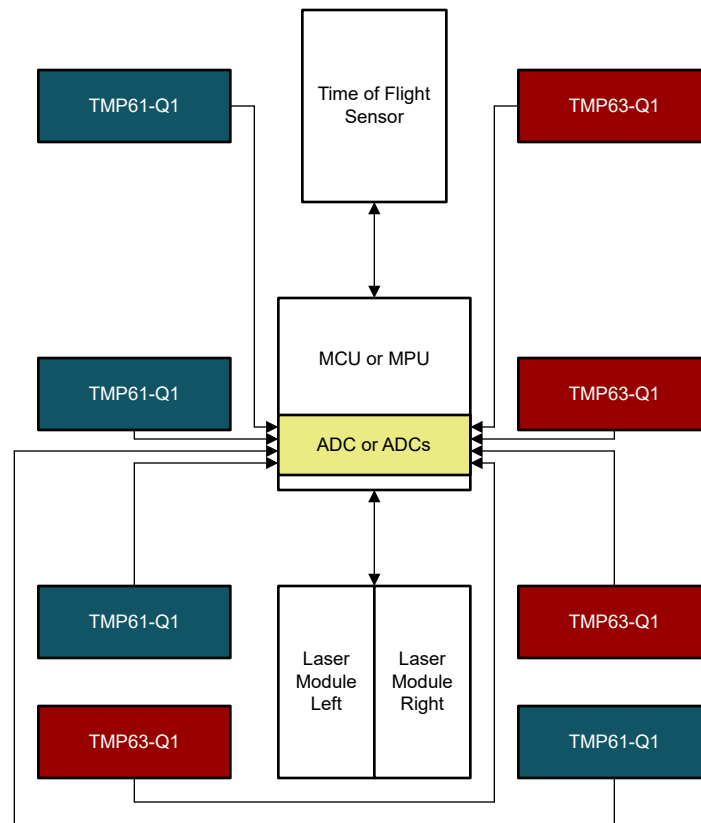 Time of Flight
Sensor
TMP61-Q1
TMP63-Q1
MCU or MPU
TMP61-Q1
TMP63-Q1
ADC or ADCs
TMP61-Q1
TMP63-Q1
Laser
Module
Left
Laser
Module
Right
TMP63-Q1
TMP61-Q1